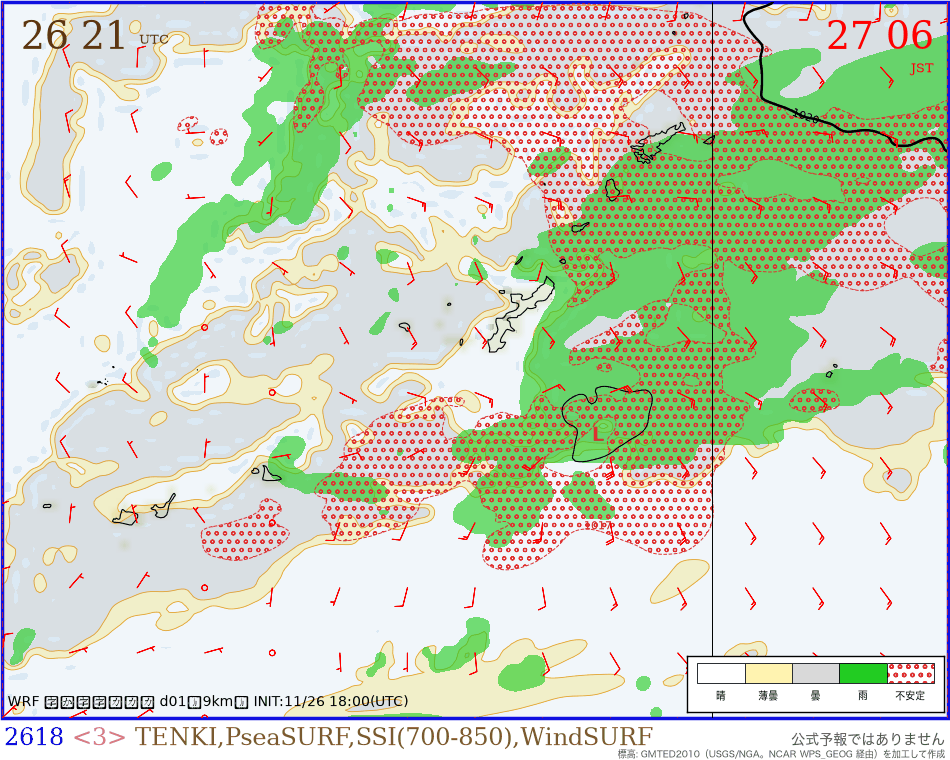 26 21 UTC
27 06
JST
1020
L
1017
WRF d01 9km INIT:11/26 18:00(UTC)
晴 薄曇 曇 雨 不安定
2618 <3> TENKI,PseaSURF,SSI(700-850),WindSURF
公式予報ではありません
標高: GMTED2010（USGS/NGA。NCAR WPS_GEOG 経由）を加工して作成